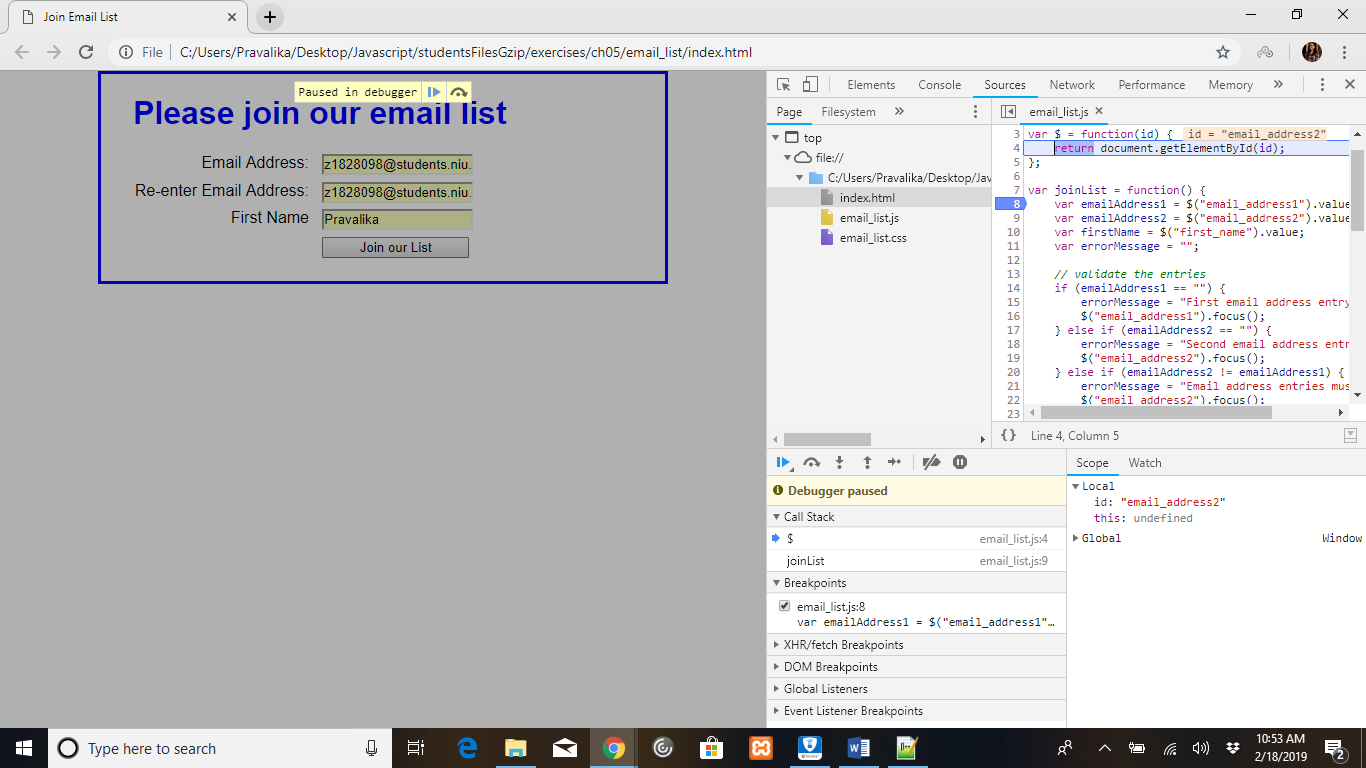 Join Email List
File
C:/Users/Pravalika/Desktop/Javascript/studentsFilesGzip/exercises/ch05/email_list/index.html
Paused in debugger
Please join our email list
Email Address: z1828098@students.niu.
Re-enter Email Address: z1828098@students.niu.
First Name Pravalika
Join our List
Elements Console Sources Network Performance Memory »
Page Filesystem »
top
file://
C:/Users/Pravalika/Desktop/Jav
index.html
email_list.js
email_list.css
email_list.js
3 var $ = function(id) { id = "email_address2"
4 return document.getElementById(id);
5 };
6
7 var joinList = function() {
8 var emailAddress1 = $("email_address1").value
9 var emailAddress2 = $("email_address2").value
10 var firstName = $("first_name").value;
11 var errorMessage = "";
12
13 // validate the entries
14 if (emailAddress1 == "") {
15 errorMessage = "First email address entry
16 $("email_address1").focus();
17 } else if (emailAddress2 == "") {
18 errorMessage = "Second email address entr
19 $("email_address2").focus();
20 } else if (emailAddress2 != emailAddress1) {
21 errorMessage = "Email address entries mus
22 $("email_address2").focus();
23
{} Line 4, Column 5
Debugger paused
Call Stack
$ email_list.js:4
joinList email_list.js:9
Breakpoints
email_list.js:8
var emailAddress1 = $("email_address1"…
XHR/fetch Breakpoints
DOM Breakpoints
Global Listeners
Event Listener Breakpoints
Scope Watch
Local
id: "email_address2"
this: undefined
Global Window
Type here to search
10:53 AM
2/18/2019
2